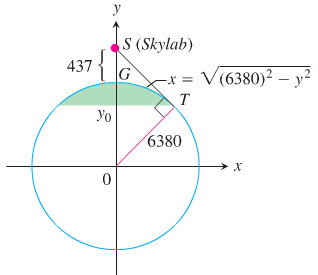 y
S (Skylab)
437 {
G
x = √(6380)² − y²
T
y₀
6380
0
x